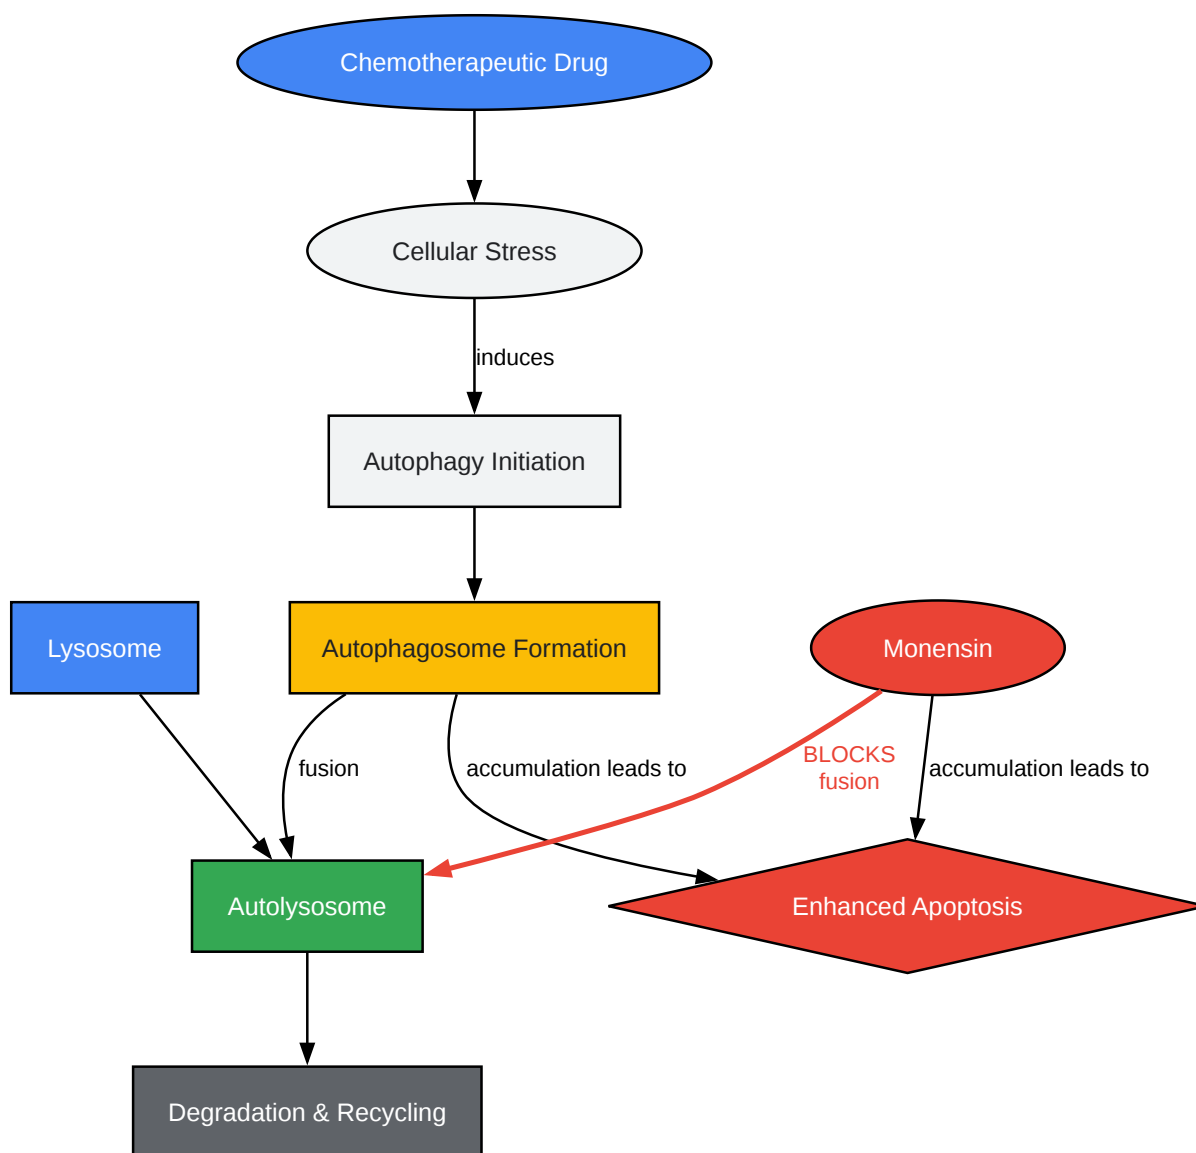 Chemotherapeutic Drug
Cellular Stress
induces
Autophagy Initiation
Lysosome
Autophagosome Formation
Monensin
fusion
accumulation leads to
BLOCKS
fusion
accumulation leads to
Autolysosome
Enhanced Apoptosis
Degradation & Recycling